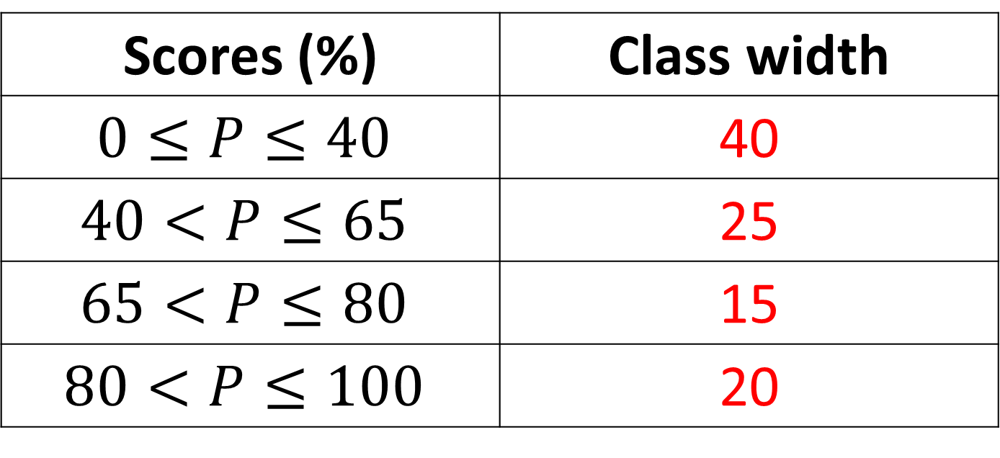 Scores (%) Class width
0 ≤ P ≤ 40 40
40 < P ≤ 65 25
65 < P ≤ 80 15
80 < P ≤ 100 20